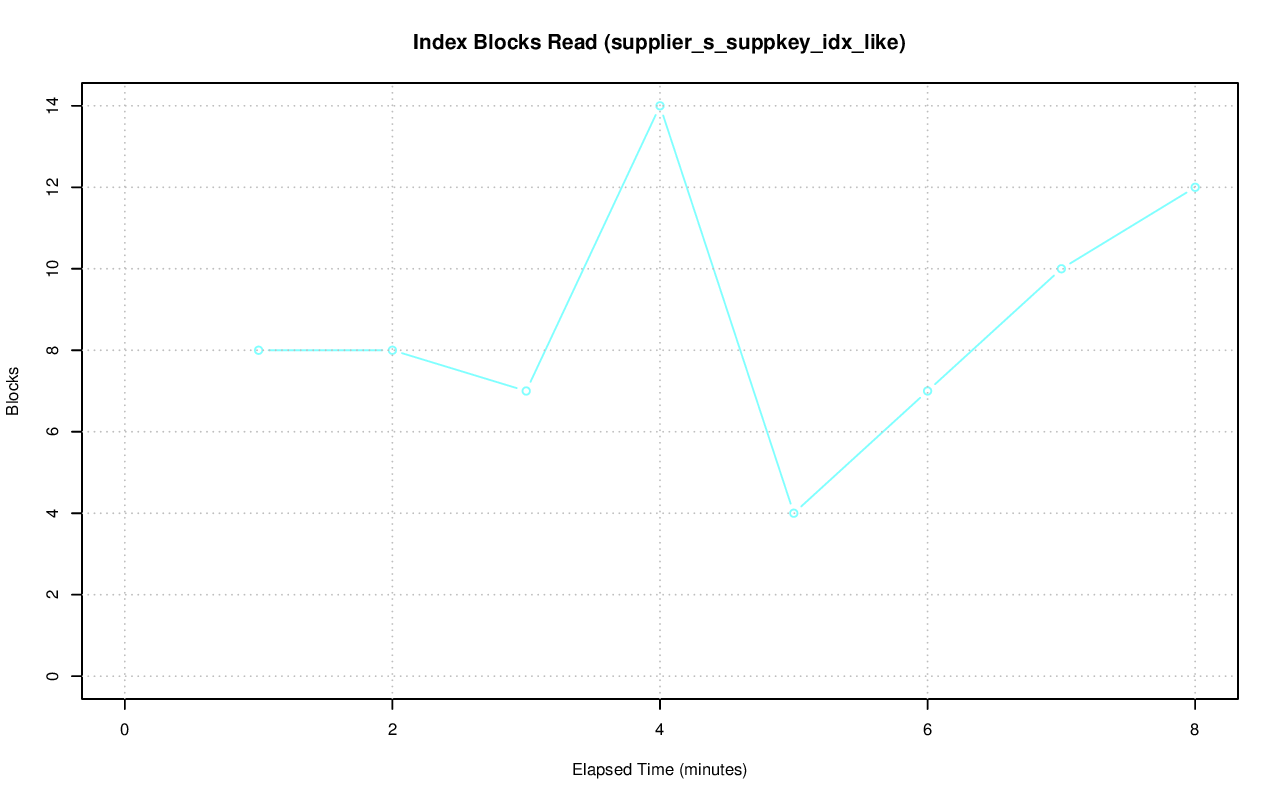 Index Blocks Read (supplier_s_suppkey_idx_like)
14
12
10
8
6
4
2
0
Blocks
0 2 4 6 8
Elapsed Time (minutes)